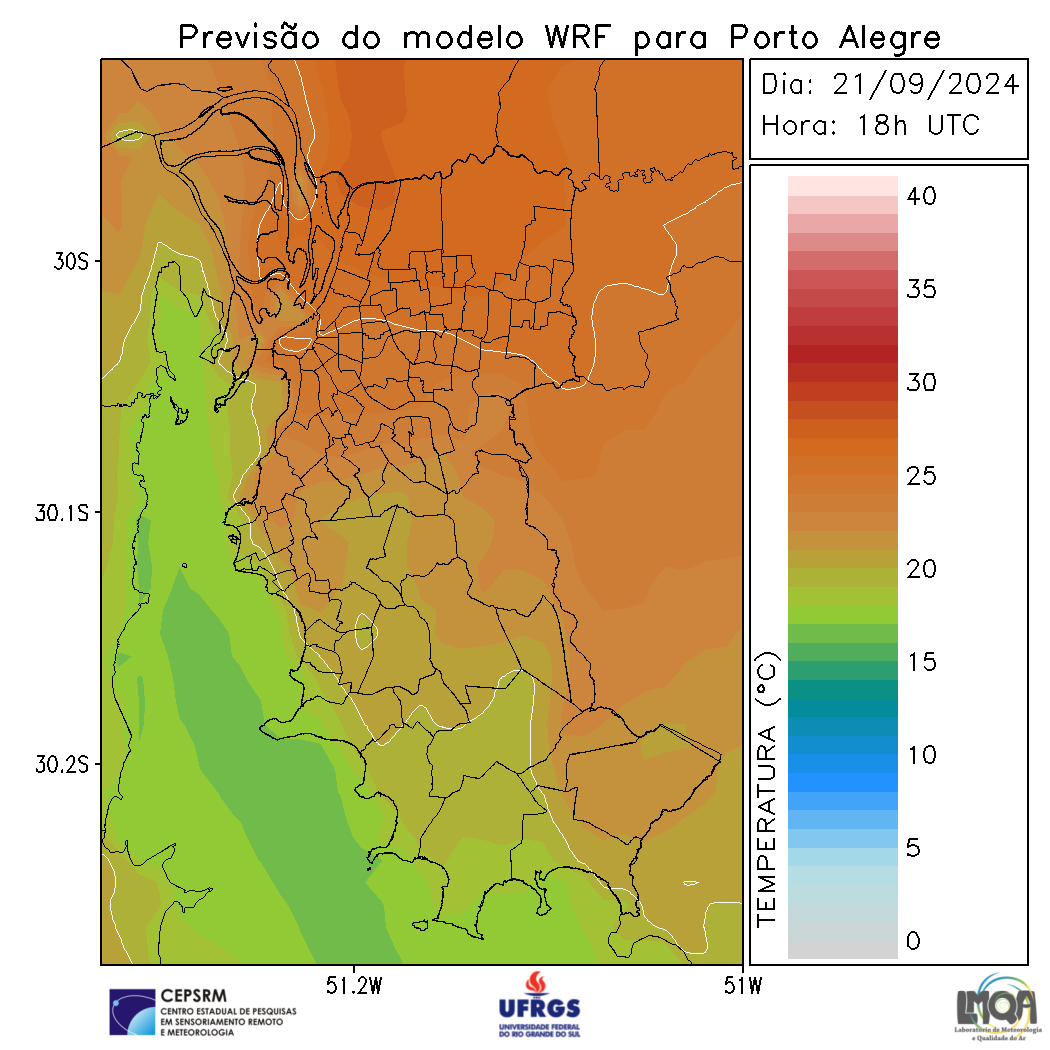 Previsão do modelo WRF para Porto Alegre
Dia: 21/09/2024
Hora: 18h UTC
40
35
30
25
20
15
10
5
0
TEMPERATURA (°C)
30S
30.1S
30.2S
51.2W
51W
CEPSRM
CENTRO ESTADUAL DE PESQUISAS
EM SENSORIAMENTO REMOTO
E METEOROLOGIA
UFRGS
UNIVERSIDADE FEDERAL
DO RIO GRANDE DO SUL
LMQA
Laboratório de Meteorologia
e Qualidade do Ar